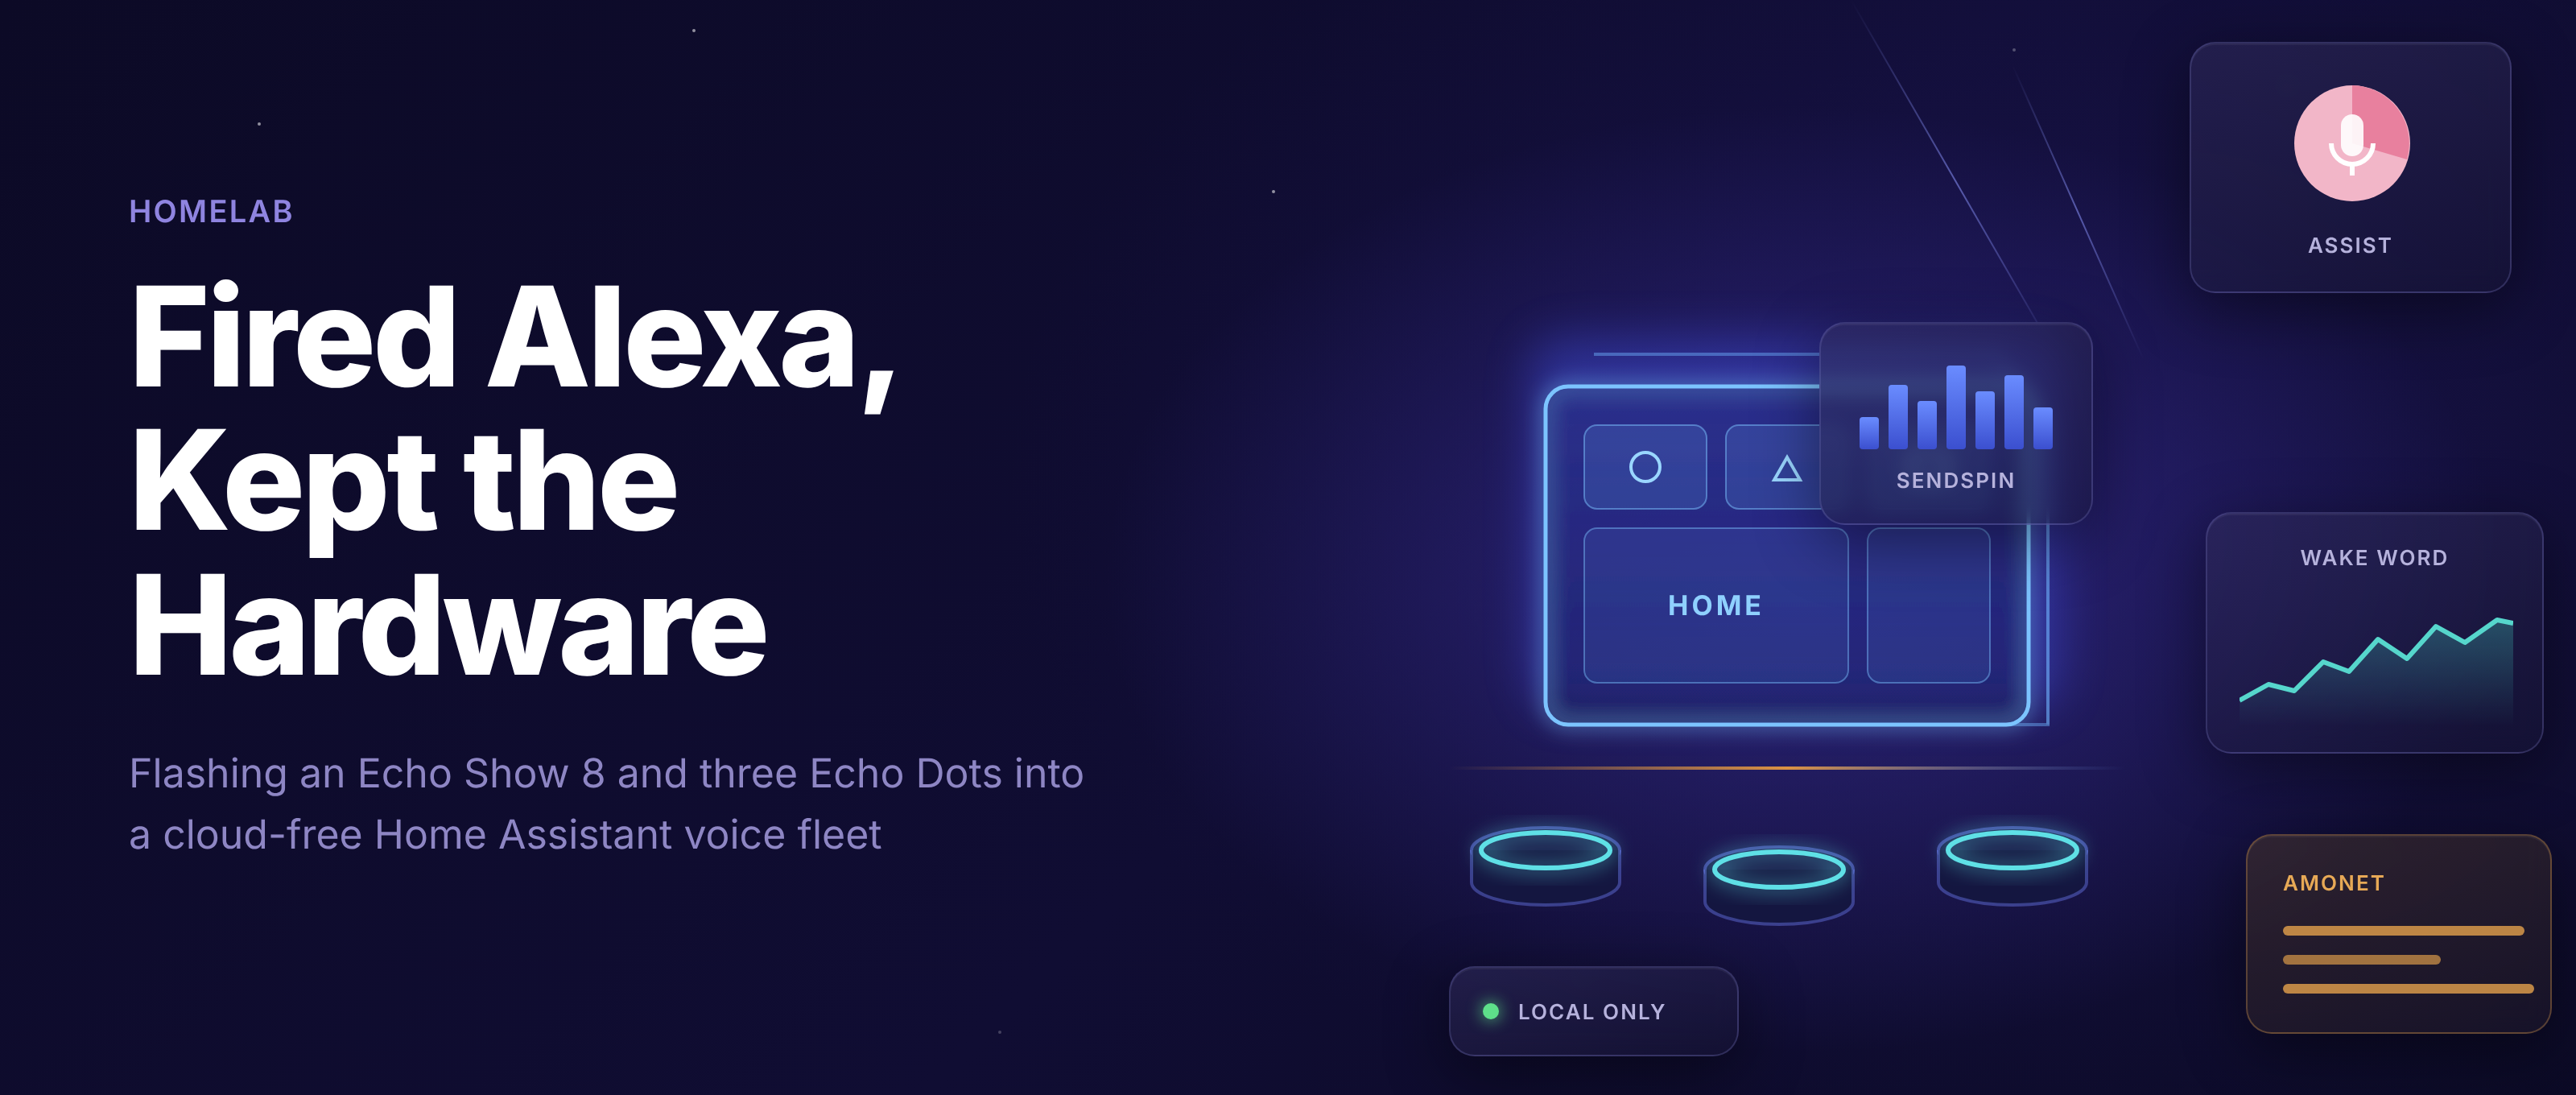 HOMELAB
Fired Alexa,
Kept the
Hardware
Flashing an Echo Show 8 and three Echo Dots into
a cloud-free Home Assistant voice fleet
ASSIST
SENDSPIN
HOME
WAKE WORD
AMONET
LOCAL ONLY